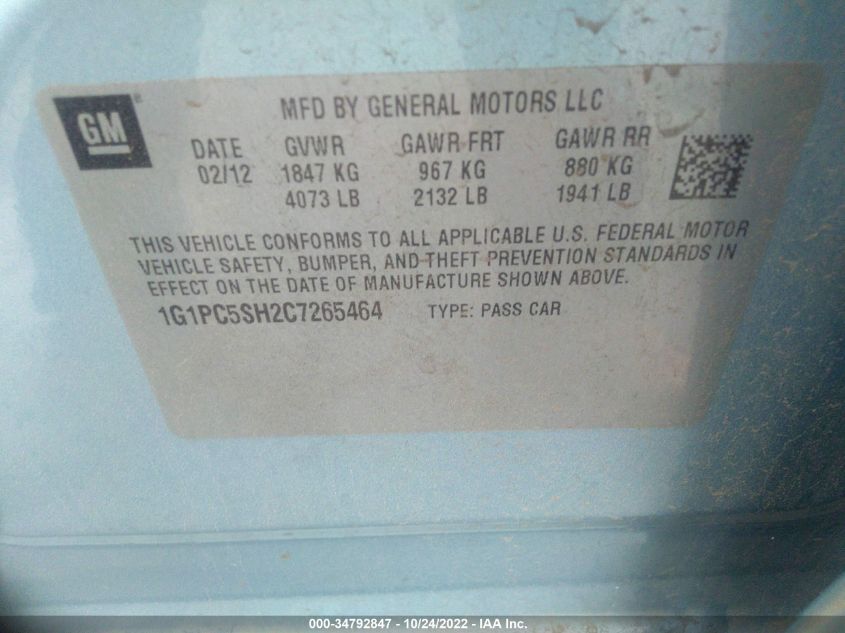 GM
MFD BY GENERAL MOTORS LLC
DATE GVWR GAWR FRT GAWR RR
02/12 1847 KG 967 KG 880 KG
4073 LB 2132 LB 1941 LB
THIS VEHICLE CONFORMS TO ALL APPLICABLE U.S. FEDERAL MOTOR
VEHICLE SAFETY, BUMPER, AND THEFT PREVENTION STANDARDS IN
EFFECT ON THE DATE OF MANUFACTURE SHOWN ABOVE.
1G1PC5SH2C7265464 TYPE: PASS CAR
000-34792847 - 10/24/2022 - IAA Inc.